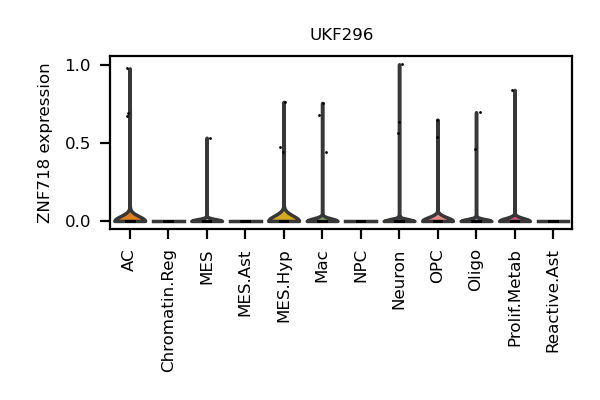 UKF296
ZNF718 expression
1.0
0.5
0.0
AC
Chromatin.Reg
MES
MES.Ast
MES.Hyp
Mac
NPC
Neuron
OPC
Oligo
Prolif.Metab
Reactive.Ast